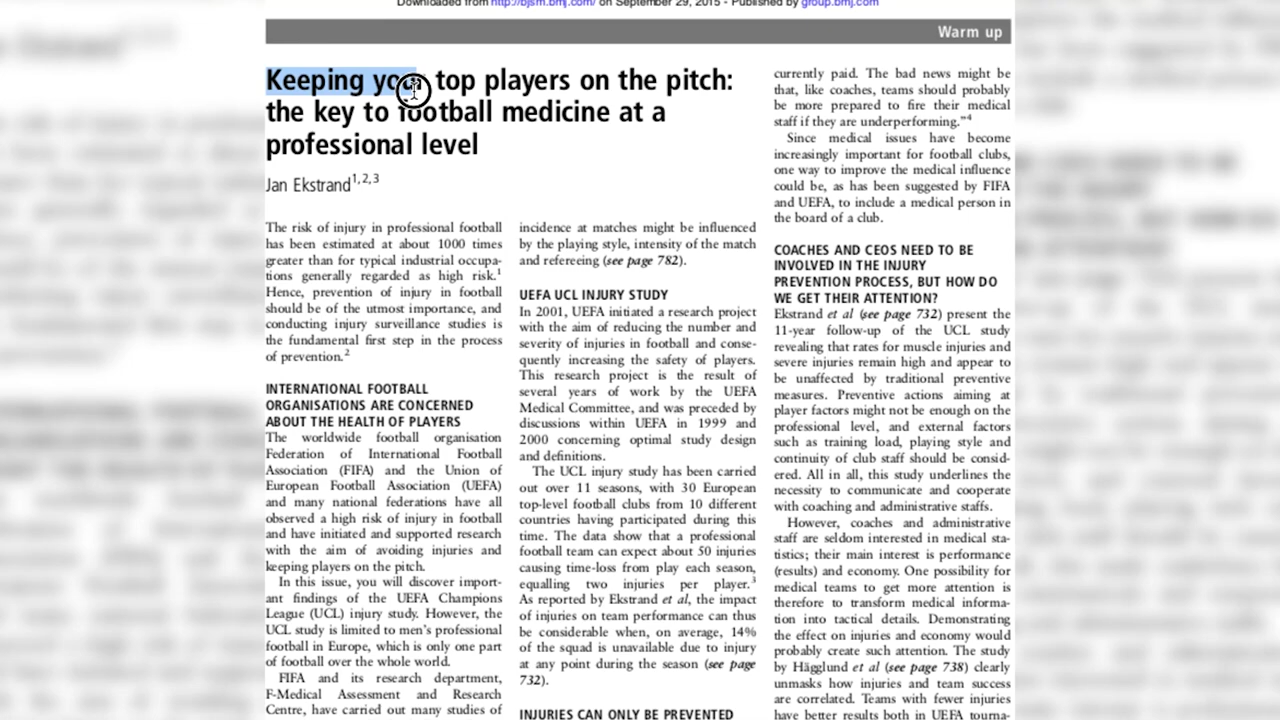 Downloaded from http://bjsm.bmj.com/ on September 29, 2015 - Published by group.bmj.com
Warm up
Keeping your top players on the pitch:
the key to football medicine at a
professional level
Jan Ekstrand1,2,3
The risk of injury in professional football
has been estimated at about 1000 times
greater than for typical industrial occupa-
tions generally regarded as high risk.1
Hence, prevention of injury in football
should be of the utmost importance, and
conducting injury surveillance studies is
the fundamental first step in the process
of prevention.2
INTERNATIONAL FOOTBALL
ORGANISATIONS ARE CONCERNED
ABOUT THE HEALTH OF PLAYERS
The worldwide football organisation
Federation of International Football
Association (FIFA) and the Union of
European Football Association (UEFA)
and many national federations have all
observed a high risk of injury in football
and have initiated and supported research
with the aim of avoiding injuries and
keeping players on the pitch.
In this issue, you will discover import-
ant findings of the UEFA Champions
League (UCL) injury study. However, the
UCL study is limited to men's professional
football in Europe, which is only one part
of football over the whole world.
FIFA and its research department,
F-Medical Assessment and Research
Centre, have carried out many studies of
incidence at matches might be influenced
by the playing style, intensity of the match
and refereeing (see page 782).
UEFA UCL INJURY STUDY
In 2001, UEFA initiated a research project
with the aim of reducing the number and
severity of injuries in football and conse-
quently increasing the safety of players.
This research project is the result of
several years of work by the UEFA
Medical Committee, and was preceded by
discussions within UEFA in 1999 and
2000 concerning optimal study design
and definitions.
The UCL injury study has been carried
out over 11 seasons, with 30 European
top-level football clubs from 10 different
countries having participated during this
time. The data show that a professional
football team can expect about 50 injuries
causing time-loss from play each season,
equalling two injuries per player.3
As reported by Ekstrand et al, the impact
of injuries on team performance can thus
be considerable when, on average, 14%
of the squad is unavailable due to injury
at any point during the season (see page
732).
INJURIES CAN ONLY BE PREVENTED
currently paid. The bad news might be
that, like coaches, teams should probably
be more prepared to fire their medical
staff if they are underperforming."4
Since medical issues have become
increasingly important for football clubs,
one way to improve the medical influence
could be, as has been suggested by FIFA
and UEFA, to include a medical person in
the board of a club.
COACHES AND CEOS NEED TO BE
INVOLVED IN THE INJURY
PREVENTION PROCESS, BUT HOW DO
WE GET THEIR ATTENTION?
Ekstrand et al (see page 732) present the
11-year follow-up of the UCL study
revealing that rates for muscle injuries and
severe injuries remain high and appear to
be unaffected by traditional preventive
measures. Preventive actions aiming at
player factors might not be enough on the
professional level, and external factors
such as training load, playing style and
continuity of club staff should be consid-
ered. All in all, this study underlines the
necessity to communicate and cooperate
with coaching and administrative staffs.
However, coaches and administrative
staff are seldom interested in medical sta-
tistics; their main interest is performance
(results) and economy. One possibility for
medical teams to get more attention is
therefore to transform medical informa-
tion into tactical details. Demonstrating
the effect on injuries and economy would
probably create such attention. The study
by Hägglund et al (see page 738) clearly
unmasks how injuries and team success
are correlated. Teams with fewer injuries
have better results both in UEFA tourna-